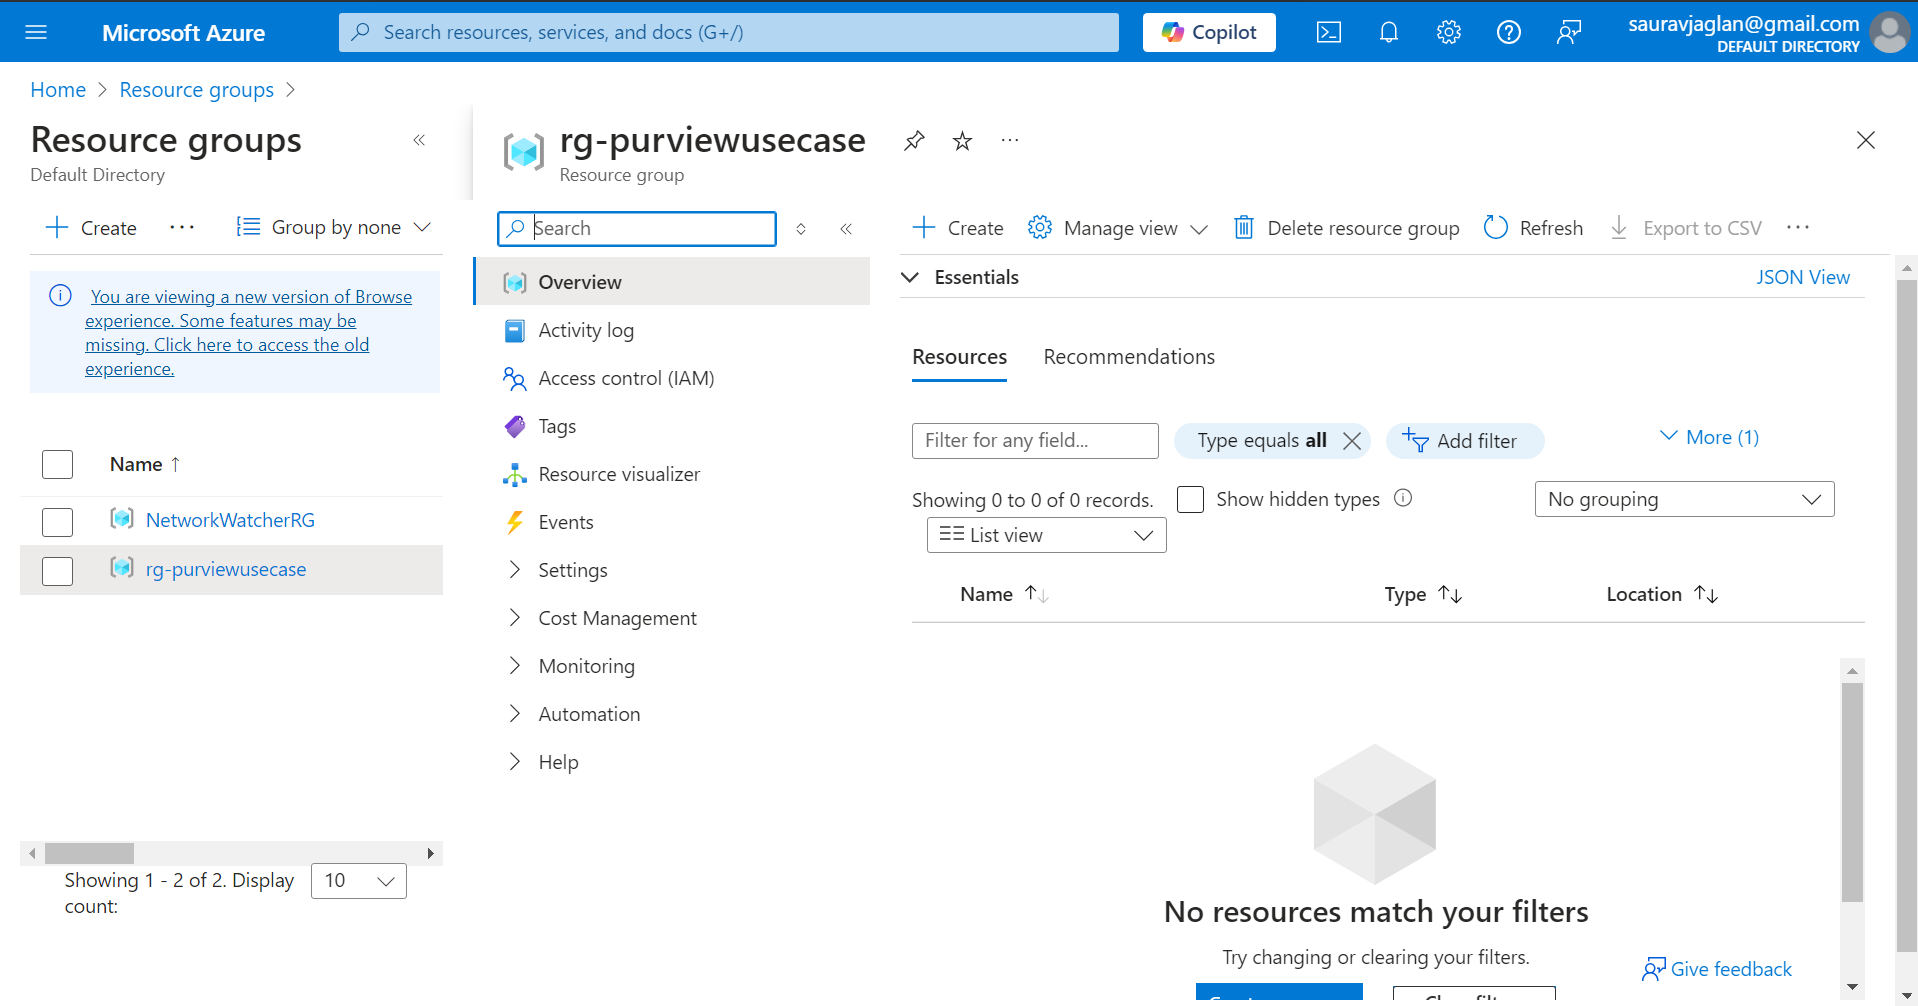 Microsoft Azure
Search resources, services, and docs (G+/)
Copilot
sauravjaglan@gmail.com
DEFAULT DIRECTORY
Home
Resource groups
Resource groups
Default Directory
rg-purviewusecase
Resource group
Create
Group by none
Search
Create
Manage view
Delete resource group
Refresh
Export to CSV
You are viewing a new version of Browse
experience. Some features may be
missing. Click here to access the old
experience.
Name ↑
NetworkWatcherRG
rg-purviewusecase
Showing 1 - 2 of 2. Display
count:
10
Overview
Activity log
Access control (IAM)
Tags
Resource visualizer
Events
Settings
Cost Management
Monitoring
Automation
Help
Essentials
JSON View
Resources
Recommendations
Filter for any field...
Type equals all
Add filter
More (1)
Showing 0 to 0 of 0 records.
Show hidden types
No grouping
List view
Name ↑↓
Type ↑↓
Location ↑↓
No resources match your filters
Try changing or clearing your filters.
Give feedback